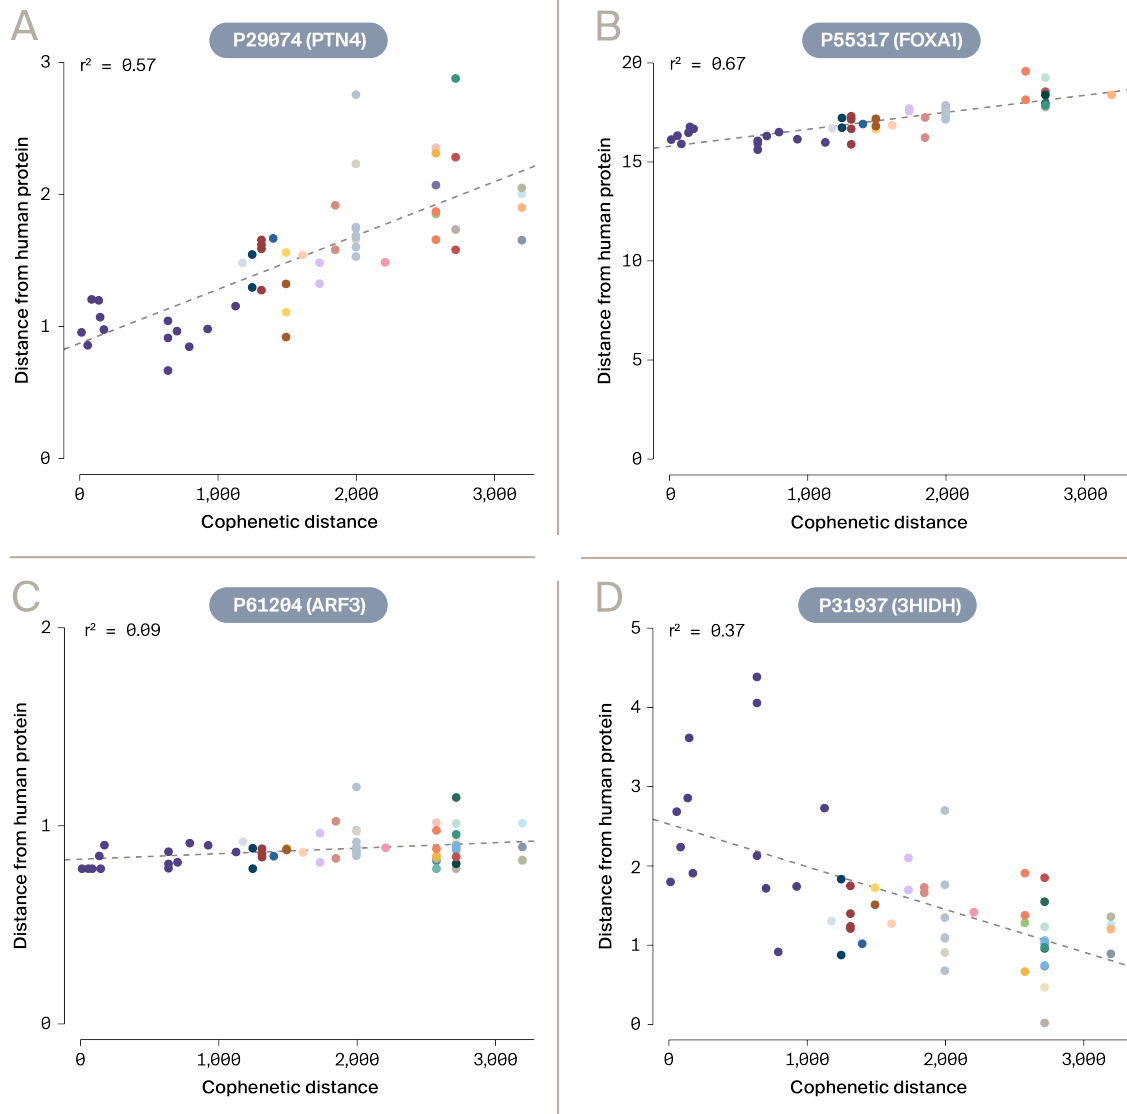 A
P29074 (PTN4)
r² = 0.57
3
2
1
0
Distance from human protein
0
1,000
2,000
3,000
Cophenetic distance
B
P55317 (FOXA1)
r² = 0.67
20
15
10
5
0
Distance from human protein
0
1,000
2,000
3,000
Cophenetic distance
C
P61204 (ARF3)
r² = 0.09
2
1
0
Distance from human protein
0
1,000
2,000
3,000
Cophenetic distance
D
P31937 (3HIDH)
r² = 0.37
5
4
3
2
1
0
Distance from human protein
0
1,000
2,000
3,000
Cophenetic distance